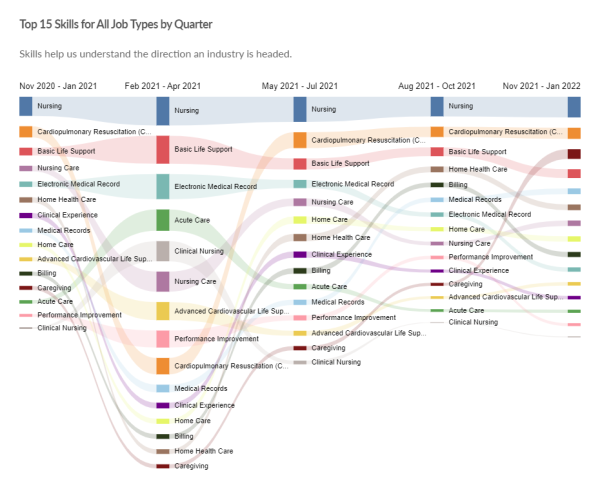 Top 15 Skills for All Job Types by Quarter
Skills help us understand the direction an industry is headed.
Nov 2020 - Jan 2021
Feb 2021 - Apr 2021
May 2021 - Jul 2021
Aug 2021 - Oct 2021
Nov 2021 - Jan 2022
Nursing
Cardiopulmonary Resuscitation (C...
Basic Life Support
Nursing Care
Electronic Medical Record
Home Health Care
Clinical Experience
Medical Records
Home Care
Advanced Cardiovascular Life Sup...
Billing
Caregiving
Acute Care
Performance Improvement
Clinical Nursing
Nursing
Basic Life Support
Electronic Medical Record
Acute Care
Clinical Nursing
Nursing Care
Advanced Cardiovascular Life Sup...
Performance Improvement
Cardiopulmonary Resuscitation (C...
Medical Records
Clinical Experience
Home Care
Billing
Home Health Care
Caregiving
Nursing
Cardiopulmonary Resuscitation (C...
Basic Life Support
Electronic Medical Record
Nursing Care
Home Care
Home Health Care
Clinical Experience
Billing
Acute Care
Medical Records
Performance Improvement
Advanced Cardiovascular Life Sup...
Caregiving
Clinical Nursing
Nursing
Cardiopulmonary Resuscitation (C...
Basic Life Support
Home Health Care
Billing
Medical Records
Electronic Medical Record
Home Care
Nursing Care
Performance Improvement
Clinical Experience
Caregiving
Advanced Cardiovascular Life Sup...
Acute Care
Clinical Nursing